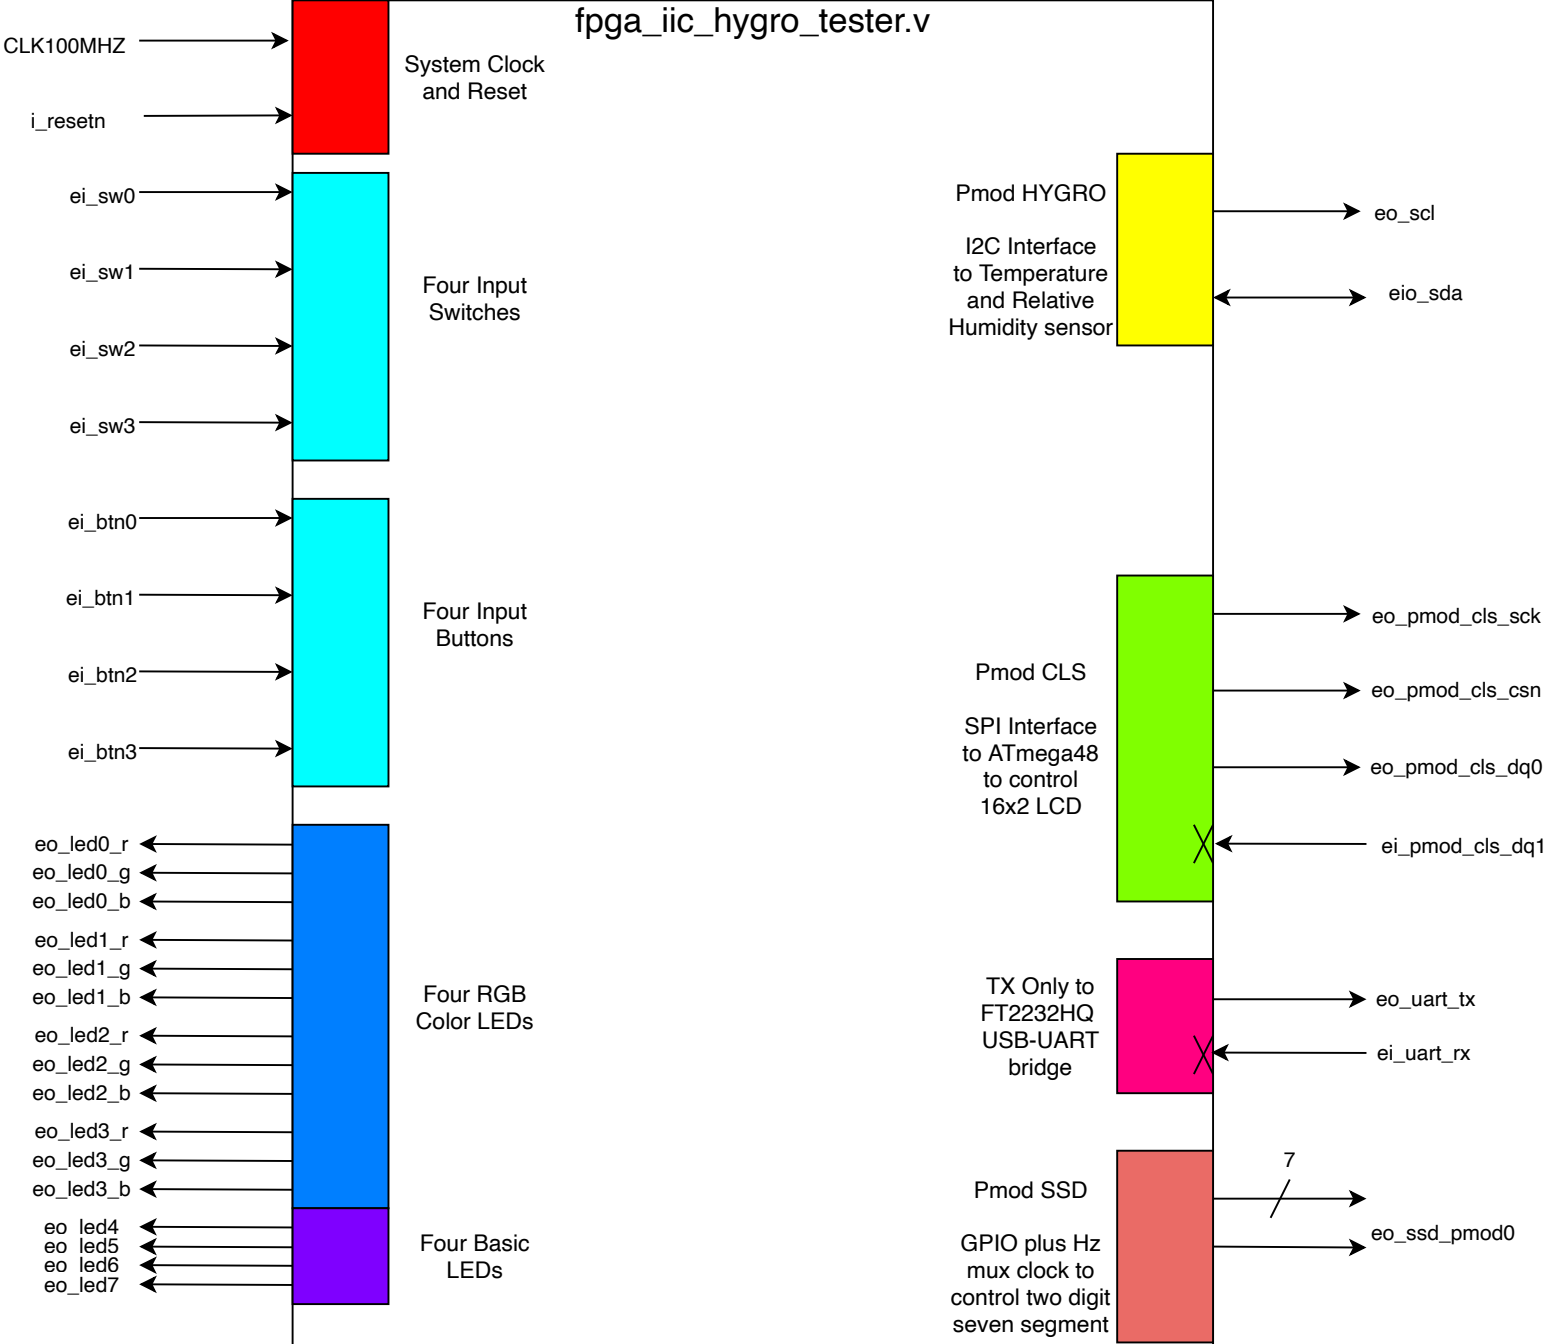 fpga_iic_hygro_tester.v
CLK100MHZ
i_resetn
System Clock
and Reset
ei_sw0
ei_sw1
ei_sw2
ei_sw3
Four Input
Switches
ei_btn0
ei_btn1
ei_btn2
ei_btn3
Four Input
Buttons
eo_led0_r
eo_led0_g
eo_led0_b
eo_led1_r
eo_led1_g
eo_led1_b
eo_led2_r
eo_led2_g
eo_led2_b
eo_led3_r
eo_led3_g
eo_led3_b
Four RGB
Color LEDs
eo_led4
eo_led5
eo_led6
eo_led7
Four Basic
LEDs
Pmod HYGRO
I2C Interface
to Temperature
and Relative
Humidity sensor
eo_scl
eio_sda
Pmod CLS
SPI Interface
to ATmega48
to control
16x2 LCD
eo_pmod_cls_sck
eo_pmod_cls_csn
eo_pmod_cls_dq0
ei_pmod_cls_dq1
TX Only to
FT2232HQ
USB-UART
bridge
eo_uart_tx
ei_uart_rx
Pmod SSD
GPIO plus Hz
mux clock to
control two digit
seven segment
7
eo_ssd_pmod0